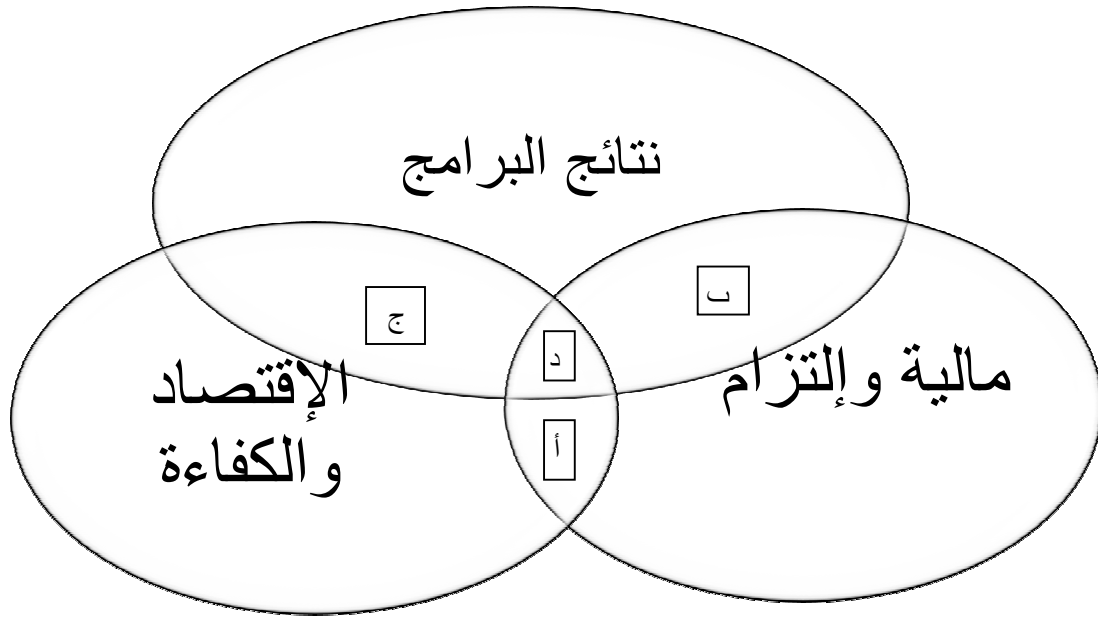 نتائج البرامج
ب
ج
د
مالية وإلتزام
الإقتصاد
والكفاءة
أ